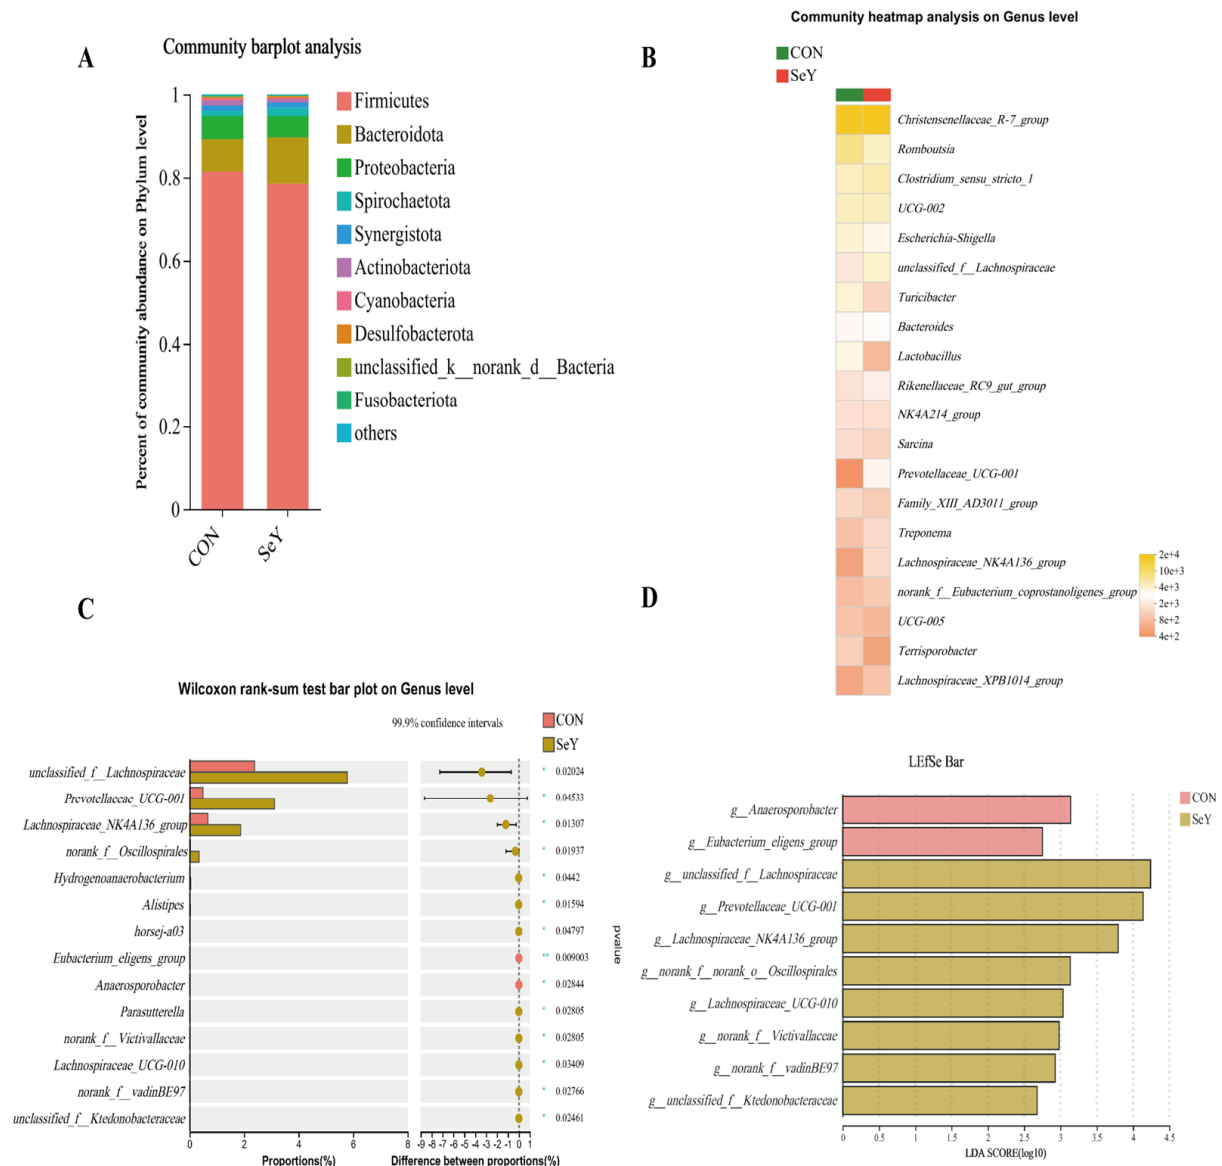 A
Community barplot analysis
Percent of community abundance on Phylum level
1
0.8
0.6
0.4
0.2
0
CON
SeY
Firmicutes
Bacteroidota
Proteobacteria
Spirochaetota
Synergistota
Actinobacteriota
Cyanobacteria
Desulfobacterota
unclassified_k__norank_d__Bacteria
Fusobacteriota
others
B
Community heatmap analysis on Genus level
CON
SeY
Christensenellaceae_R-7_group
Romboutsia
Clostridium_sensu_stricto_1
UCG-002
Escherichia-Shigella
unclassified_f__Lachnospiraceae
Turicibacter
Bacteroides
Lactobacillus
Rikenellaceae_RC9_gut_group
NK4A214_group
Sarcina
Prevotellaceae_UCG-001
Family_XIII_AD3011_group
Treponema
Lachnospiraceae_NK4A136_group
norank_f__Eubacterium_coprostanoligenes_group
UCG-005
Terrisporobacter
Lachnospiraceae_XPB1014_group
2e+4
10e+3
4e+3
2e+3
8e+2
4e+2
C
Wilcoxon rank-sum test bar plot on Genus level
99.9% confidence intervals
CON
SeY
unclassified_f__Lachnospiraceae * 0.02024
Prevotellaceae_UCG-001 * 0.04533
Lachnospiraceae_NK4A136_group * 0.01307
norank_f__Oscillospirales * 0.01937
Hydrogenoanaerobacterium * 0.0442
Alistipes * 0.01594
horsej-a03 * 0.04797
Eubacterium_eligens_group ** 0.009003
Anaerosporobacter * 0.02844
Parasutterella * 0.02805
norank_f__Victivallaceae * 0.02805
Lachnospiraceae_UCG-010 * 0.03409
norank_f__vadinBE97 * 0.02766
unclassified_f__Ktedonobacteraceae * 0.02461
pvalue
0 2 4 6 8
-9 -8 -7 -6 -5 -4 -3 -2 -1 0 1
Proportions(%)
Difference between proportions(%)
D
LEfSe Bar
CON
SeY
g__Anaerosporobacter
g__Eubacterium_eligens_group
g__unclassified_f__Lachnospiraceae
g__Prevotellaceae_UCG-001
g__Lachnospiraceae_NK4A136_group
g__norank_f__norank_o__Oscillospirales
g__Lachnospiraceae_UCG-010
g__norank_f__Victivallaceae
g__norank_f__vadinBE97
g__unclassified_f__Ktedonobacteraceae
0 0.5 1 1.5 2 2.5 3 3.5 4 4.5
LDA SCORE(log10)